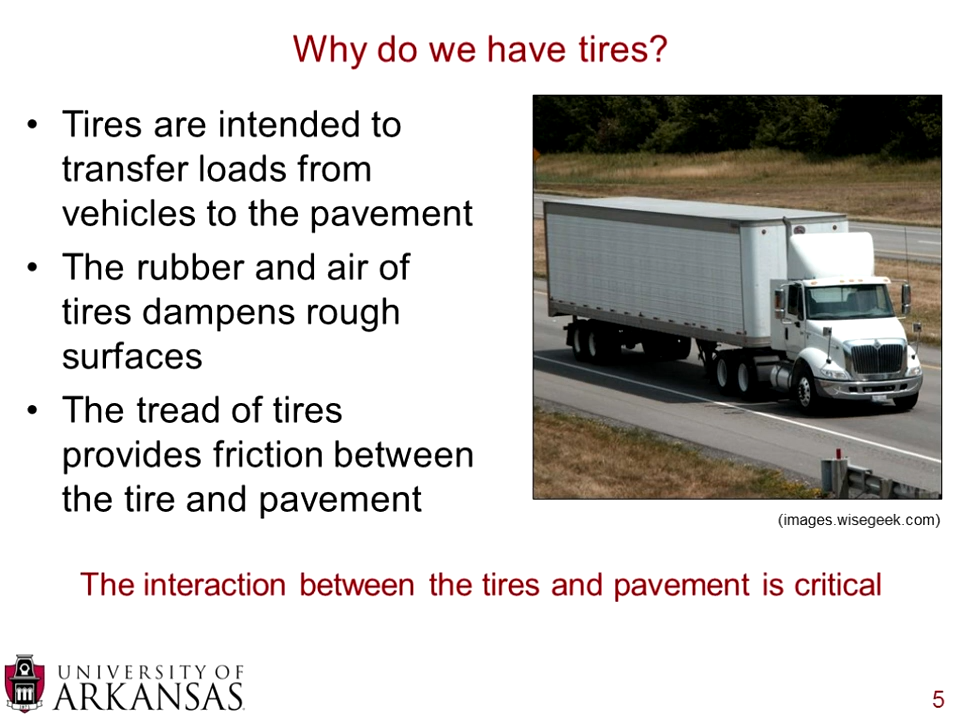 Why do we have tires?
• Tires are intended to
transfer loads from
vehicles to the pavement
• The rubber and air of
tires dampens rough
surfaces
• The tread of tires
provides friction between
the tire and pavement
(images.wisegeek.com)
The interaction between the tires and pavement is critical
UNIVERSITY OF
ARKANSAS
5